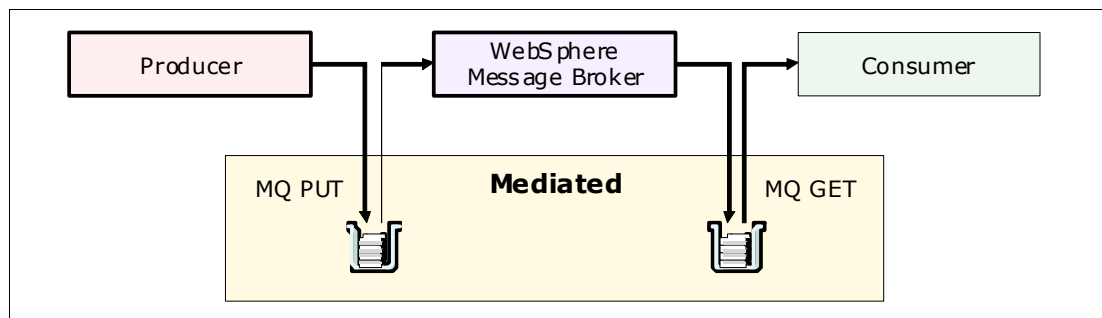 Producer
WebSphere
Message Broker
Consumer
MQ PUT
Mediated
MQ GET